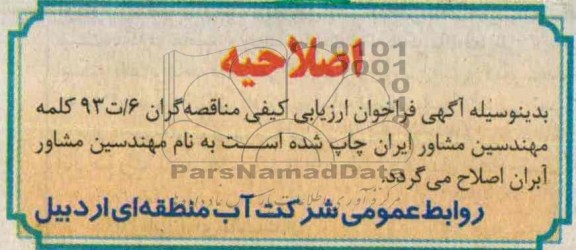 اصلاحیه
بدینوسیله آگهی فراخوان ارزیابی کیفی مناقصه‌گران ۶/ت۹۳ کلمه
مهندسین مشاور ایران چاپ شده است به نام مهندسین مشاور
آبران اصلاح می گردد.
ParsNamadData
روابط عمومی شرکت آب منطقه‌ای اردبیل